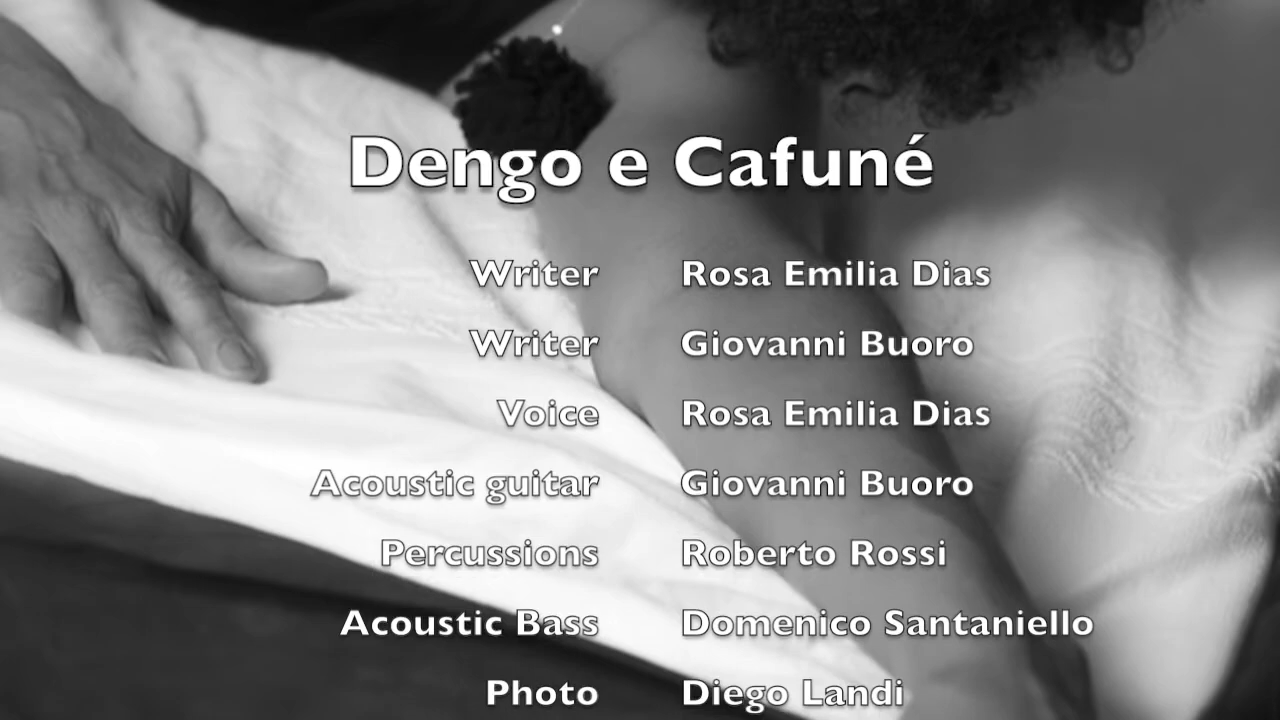 Dengo e Cafuné
Writer Rosa Emilia Dias
Writer Giovanni Buoro
Voice Rosa Emilia Dias
Acoustic guitar Giovanni Buoro
Percussions Roberto Rossi
Acoustic Bass Domenico Santaniello
Photo Diego Landi